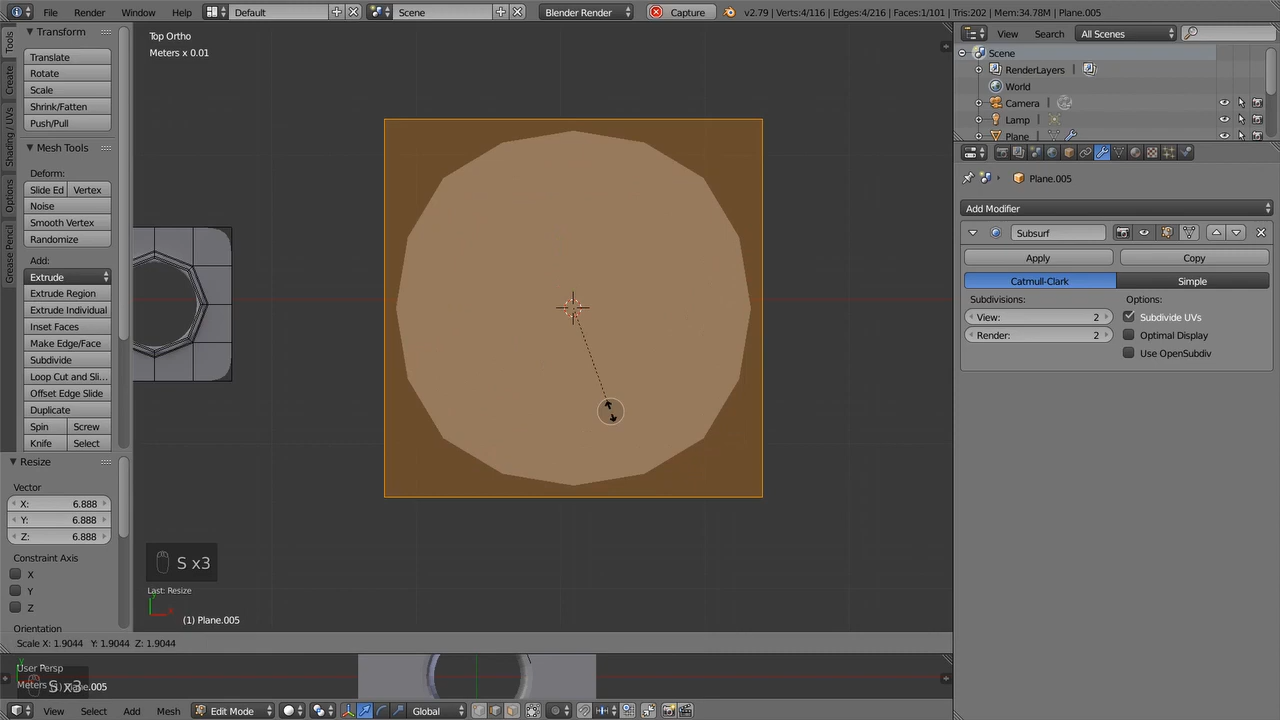 File Render Window Help Default Scene Blender Render Capture v2.79 | Verts:4/116 | Edges:4/216 | Faces:1/101 | Tris:202 | Mem:34.78M | Plane.005
Tools
Create
Shading / UVs
Options
Grease Pencil
Transform
Translate
Rotate
Scale
Shrink/Fatten
Push/Pull
Mesh Tools
Deform:
Slide Ed Vertex
Noise
Smooth Vertex
Randomize
Add:
Extrude
Extrude Region
Extrude Individual
Inset Faces
Make Edge/Face
Subdivide
Loop Cut and Sli...
Offset Edge Slide
Duplicate
Spin Screw
Knife Select
Resize
Vector
X: 6.888
Y: 6.888
Z: 6.888
Constraint Axis
X
Y
Z
Orientation
Top Ortho
Meters x 0.01
S x3
Last: Resize
(1) Plane.005
Scale X: 1.9044 Y: 1.9044 Z: 1.9044
User Persp
Meters
S x3
.005
View Select Add Mesh Edit Mode Global
View Search All Scenes
Scene
RenderLayers
World
Camera
Lamp
Plane
Plane.005
Add Modifier
Subsurf
Apply Copy
Catmull-Clark Simple
Subdivisions: Options:
View: 2 Subdivide UVs
Render: 2 Optimal Display
Use OpenSubdiv